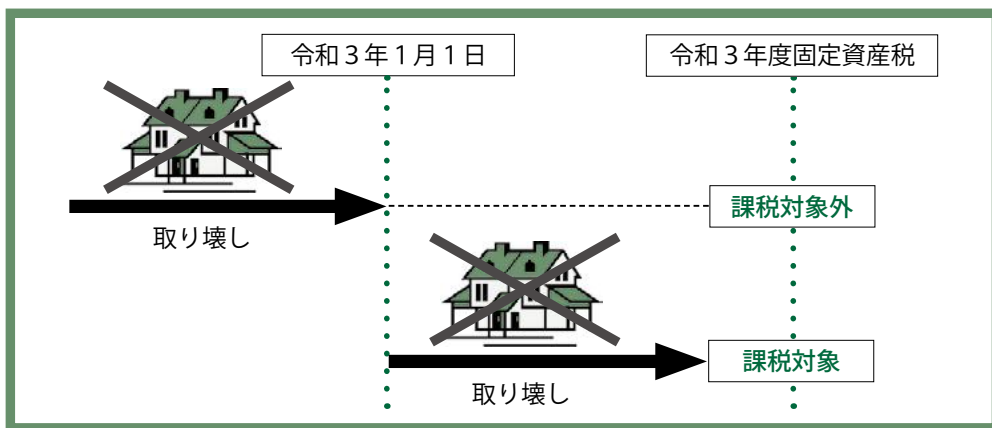 令和３年１月１日
令和３年度固定資産税
課税対象外
取り壊し
課税対象
取り壊し